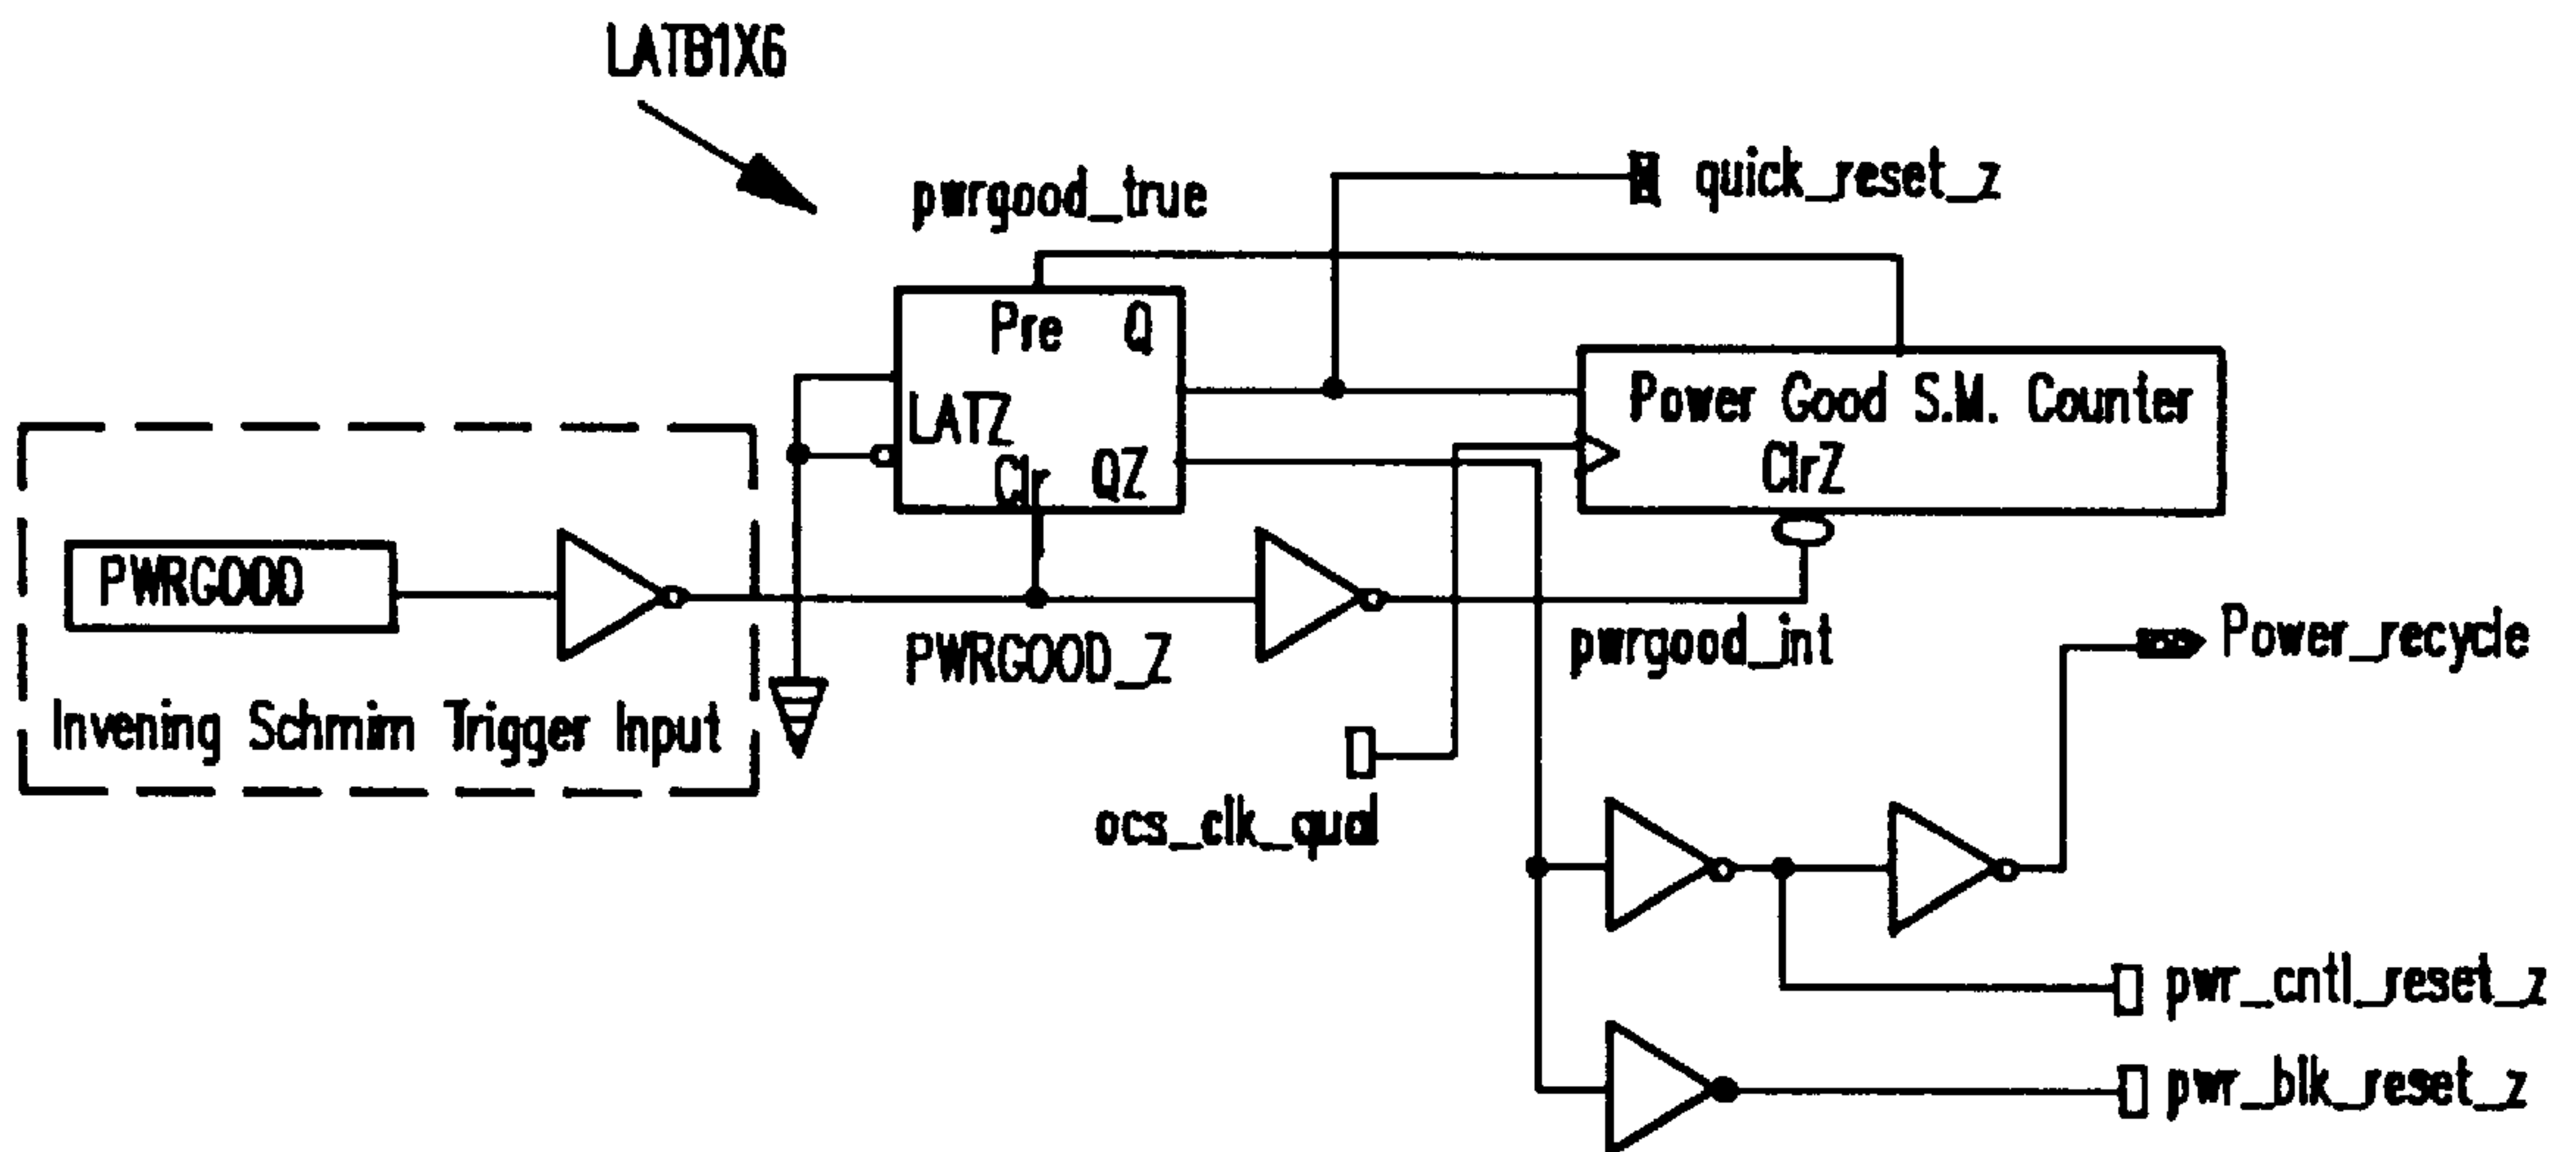 LATB1X6
pwrgood_true
quick_reset_z
Pre Q
LATZ
Clr QZ
Power Good S.M. Counter
ClrZ
PWRGOOD
PWRGOOD_Z
pwrgood_int
Power_recycle
Invening Schmim Trigger Input
ocs_clk_qual
pwr_cntl_reset_z
pwr_blk_reset_z